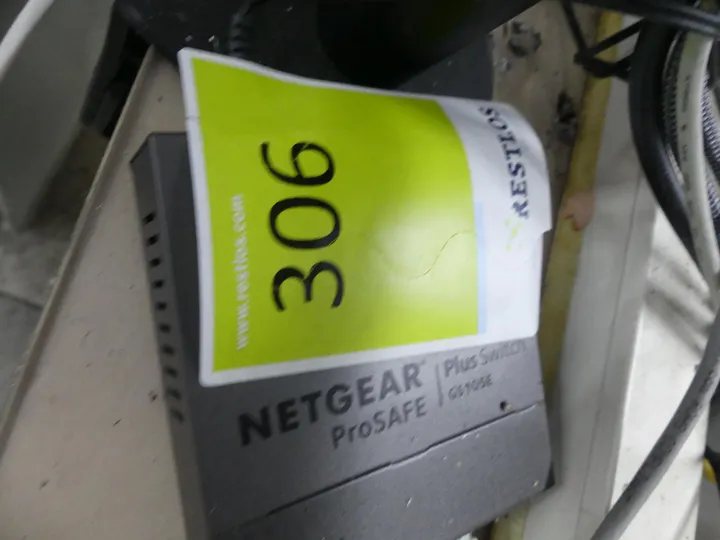 RESTLOS
306
www.restlos.com
NETGEAR
ProSAFE
Plus Switch
GS105E